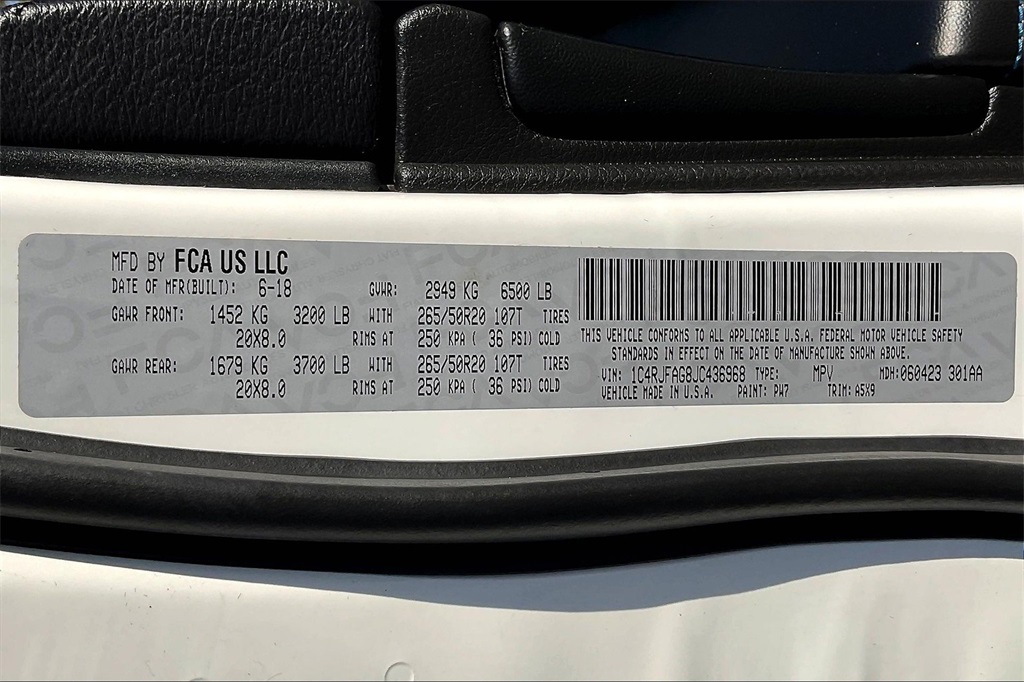 MFD BY FCA US LLC
DATE OF MFR(BUILT): 6-18 GVWR: 2949 KG 6500 LB
GAWR FRONT: 1452 KG 3200 LB WITH 265/50R20 107T TIRES
20X8.0 RIMS AT 250 KPA ( 36 PSI) COLD
GAWR REAR: 1679 KG 3700 LB WITH 265/50R20 107T TIRES
20X8.0 RIMS AT 250 KPA ( 36 PSI) COLD
THIS VEHICLE CONFORMS TO ALL APPLICABLE U.S.A. FEDERAL MOTOR VEHICLE SAFETY
STANDARDS IN EFFECT ON THE DATE OF MANUFACTURE SHOWN ABOVE.
VIN: 1C4RJFAG8JC436968 TYPE: MPV MDH:060423 301AA
VEHICLE MADE IN U.S.A. PAINT: PW7 TRIM: A5X9